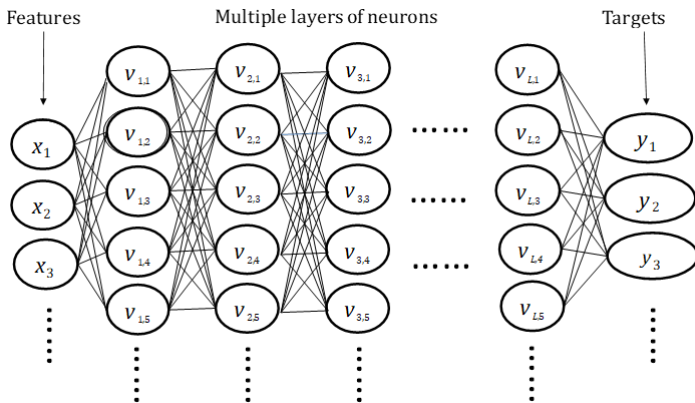 Features Multiple layers of neurons Targets
v1,1 v2,1 v3,1 vL,1
x1 v1,2 v2,2 v3,2 ...... vL,2 y1
x2 v1,3 v2,3 v3,3 ...... vL,3 y2
x3 v1,4 v2,4 v3,4 ...... vL,4 y3
v1,5 v2,5 v3,5 vL,5